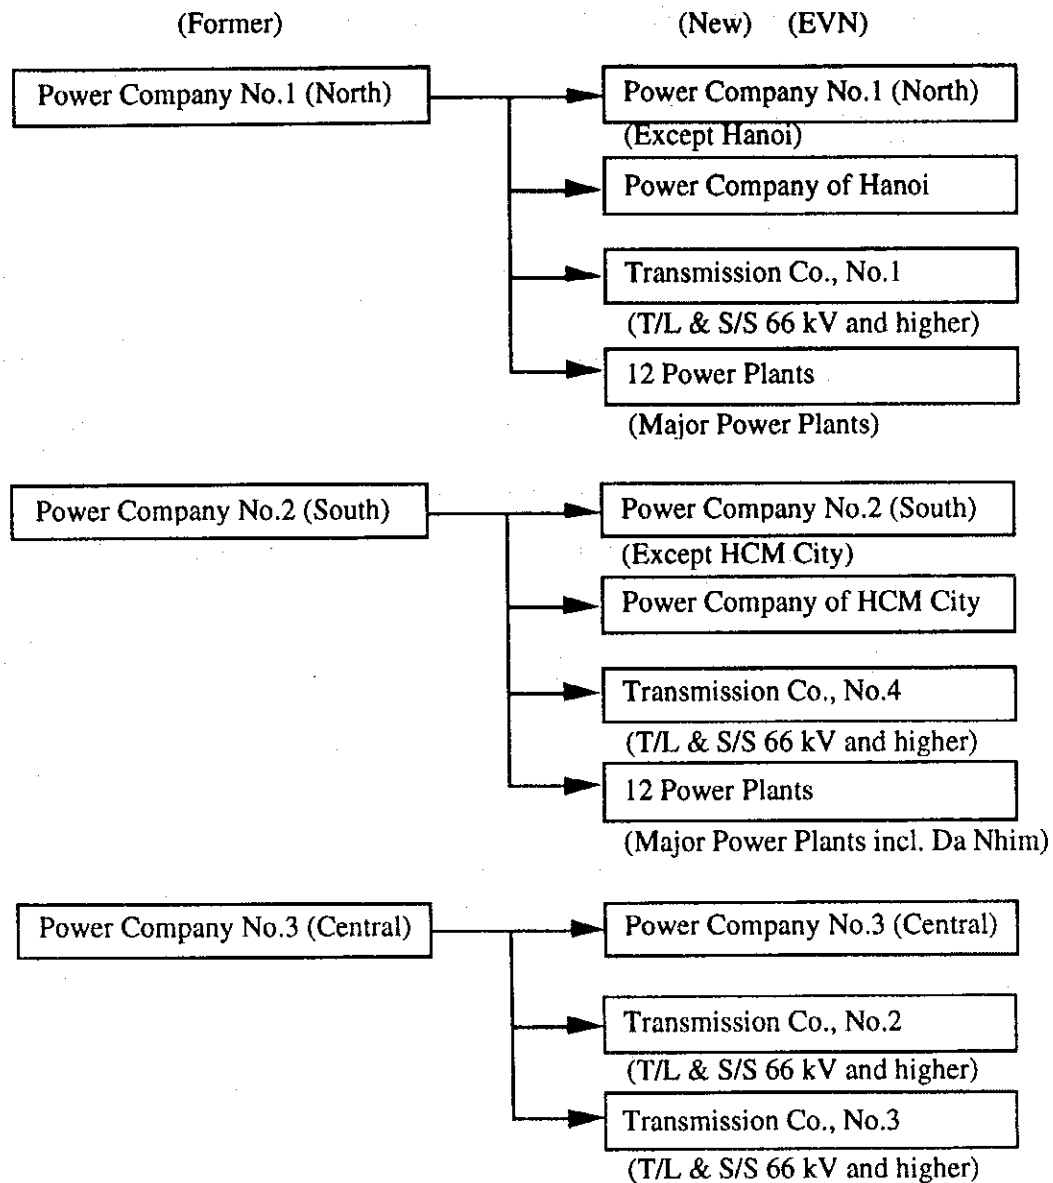 (Former) (New) (EVN)
Power Company No.1 (North)
Power Company No.1 (North)
(Except Hanoi)
Power Company of Hanoi
Transmission Co., No.1
(T/L & S/S 66 kV and higher)
12 Power Plants
(Major Power Plants)
Power Company No.2 (South)
Power Company No.2 (South)
(Except HCM City)
Power Company of HCM City
Transmission Co., No.4
(T/L & S/S 66 kV and higher)
12 Power Plants
(Major Power Plants incl. Da Nhim)
Power Company No.3 (Central)
Power Company No.3 (Central)
Transmission Co., No.2
(T/L & S/S 66 kV and higher)
Transmission Co., No.3
(T/L & S/S 66 kV and higher)